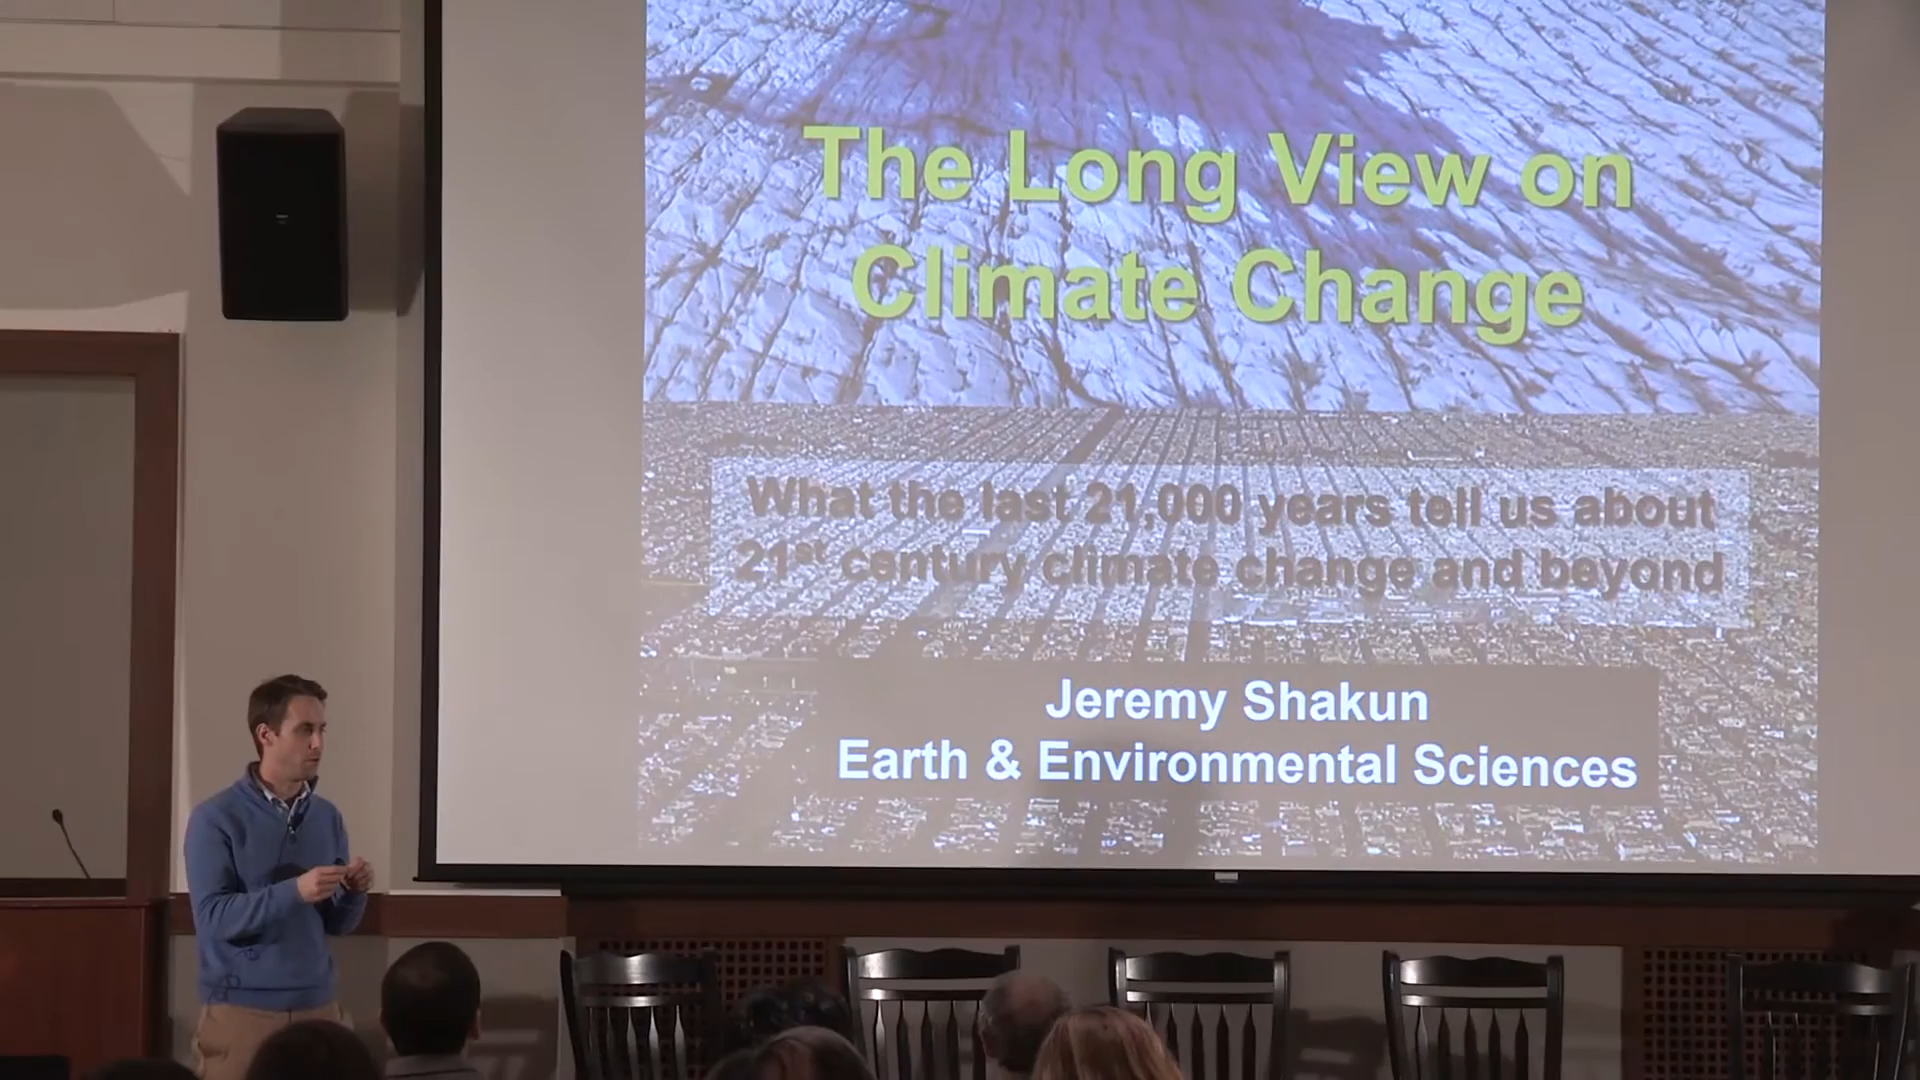 The Long View on
Climate Change
What the last 21,000 years tell us about
21st century climate change and beyond
Jeremy Shakun
Earth & Environmental Sciences